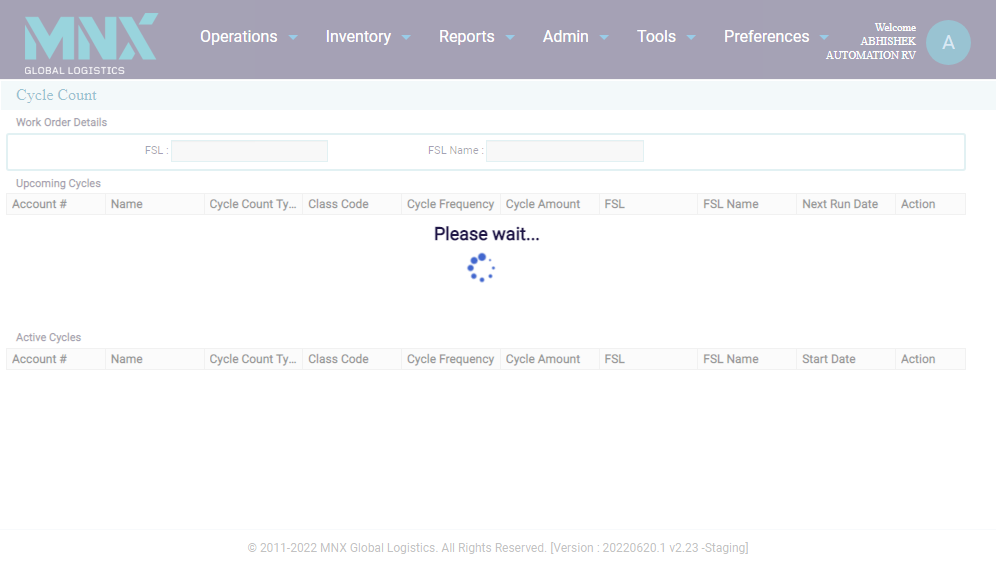 MNX
GLOBAL LOGISTICS
Operations Inventory Reports Admin Tools Preferences
Welcome
ABHISHEK
AUTOMATION RV
A
Cycle Count
Work Order Details
FSL : FSL Name :
Upcoming Cycles
Account # Name Cycle Count Ty... Class Code Cycle Frequency Cycle Amount FSL FSL Name Next Run Date Action
Please wait...
Active Cycles
Account # Name Cycle Count Ty... Class Code Cycle Frequency Cycle Amount FSL FSL Name Start Date Action
© 2011-2022 MNX Global Logistics. All Rights Reserved. [Version : 20220620.1 v2.23 -Staging]